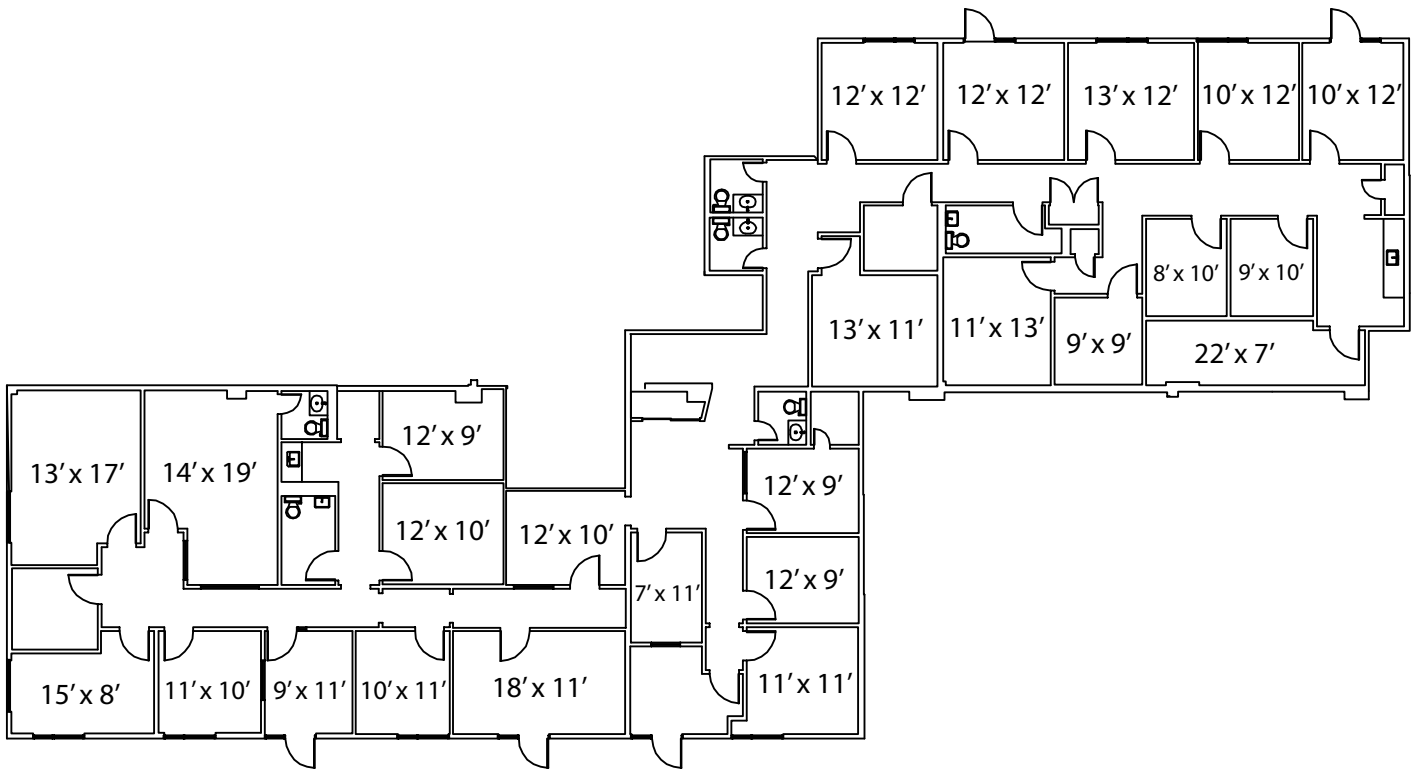 12′ x 12′
12′ x 12′
13′ x 12′
10′ x 12′
10′ x 12′
8′ x 10′
9′ x 10′
13′ x 11′
11′ x 13′
9′ x 9′
22′ x 7′
13′ x 17′
14′ x 19′
12′ x 9′
12′ x 9′
12′ x 10′
12′ x 10′
12′ x 9′
7′ x 11′
15′ x 8′
11′ x 10′
9′ x 11′
10′ x 11′
18′ x 11′
11′ x 11′